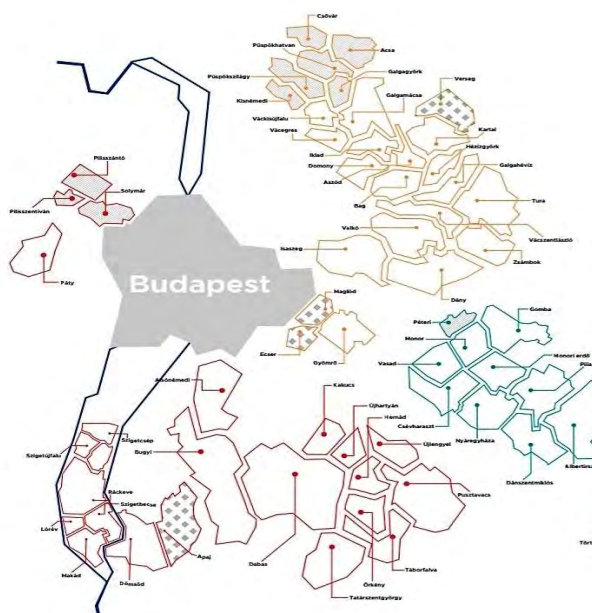 Csővár
Püspökhatvan
Acsa
Püspökszilágy
Galgagyörk
Kisnémedi
Galgamácsa
Verseg
Váckisújfalu
Vácegres
Kartal
Iklad
Hévízgyörk
Domony
Galgahévíz
Aszód
Bag
Tura
Valkó
Vácszentlászló
Isaszeg
Zsámbok
Dány
Pilisszántó
Solymár
Pilisszentiván
Páty
Budapest
Maglód
Ecser
Gyömrő
Péteri
Gomba
Monor
Vasad
Monori erdő
Csévharaszt
Nyáregyháza
Dánszentmiklós
Albertirsa
Alsónémedi
Kakucs
Újhartyán
Hernád
Újlengyel
Bugyi
Szigetcsép
Szigetújfalu
Ráckeve
Szigetbecse
Lórév
Makád
Dömsöd
Apaj
Dabas
Pusztavacs
Táborfalva
Örkény
Tatárszentgyörgy